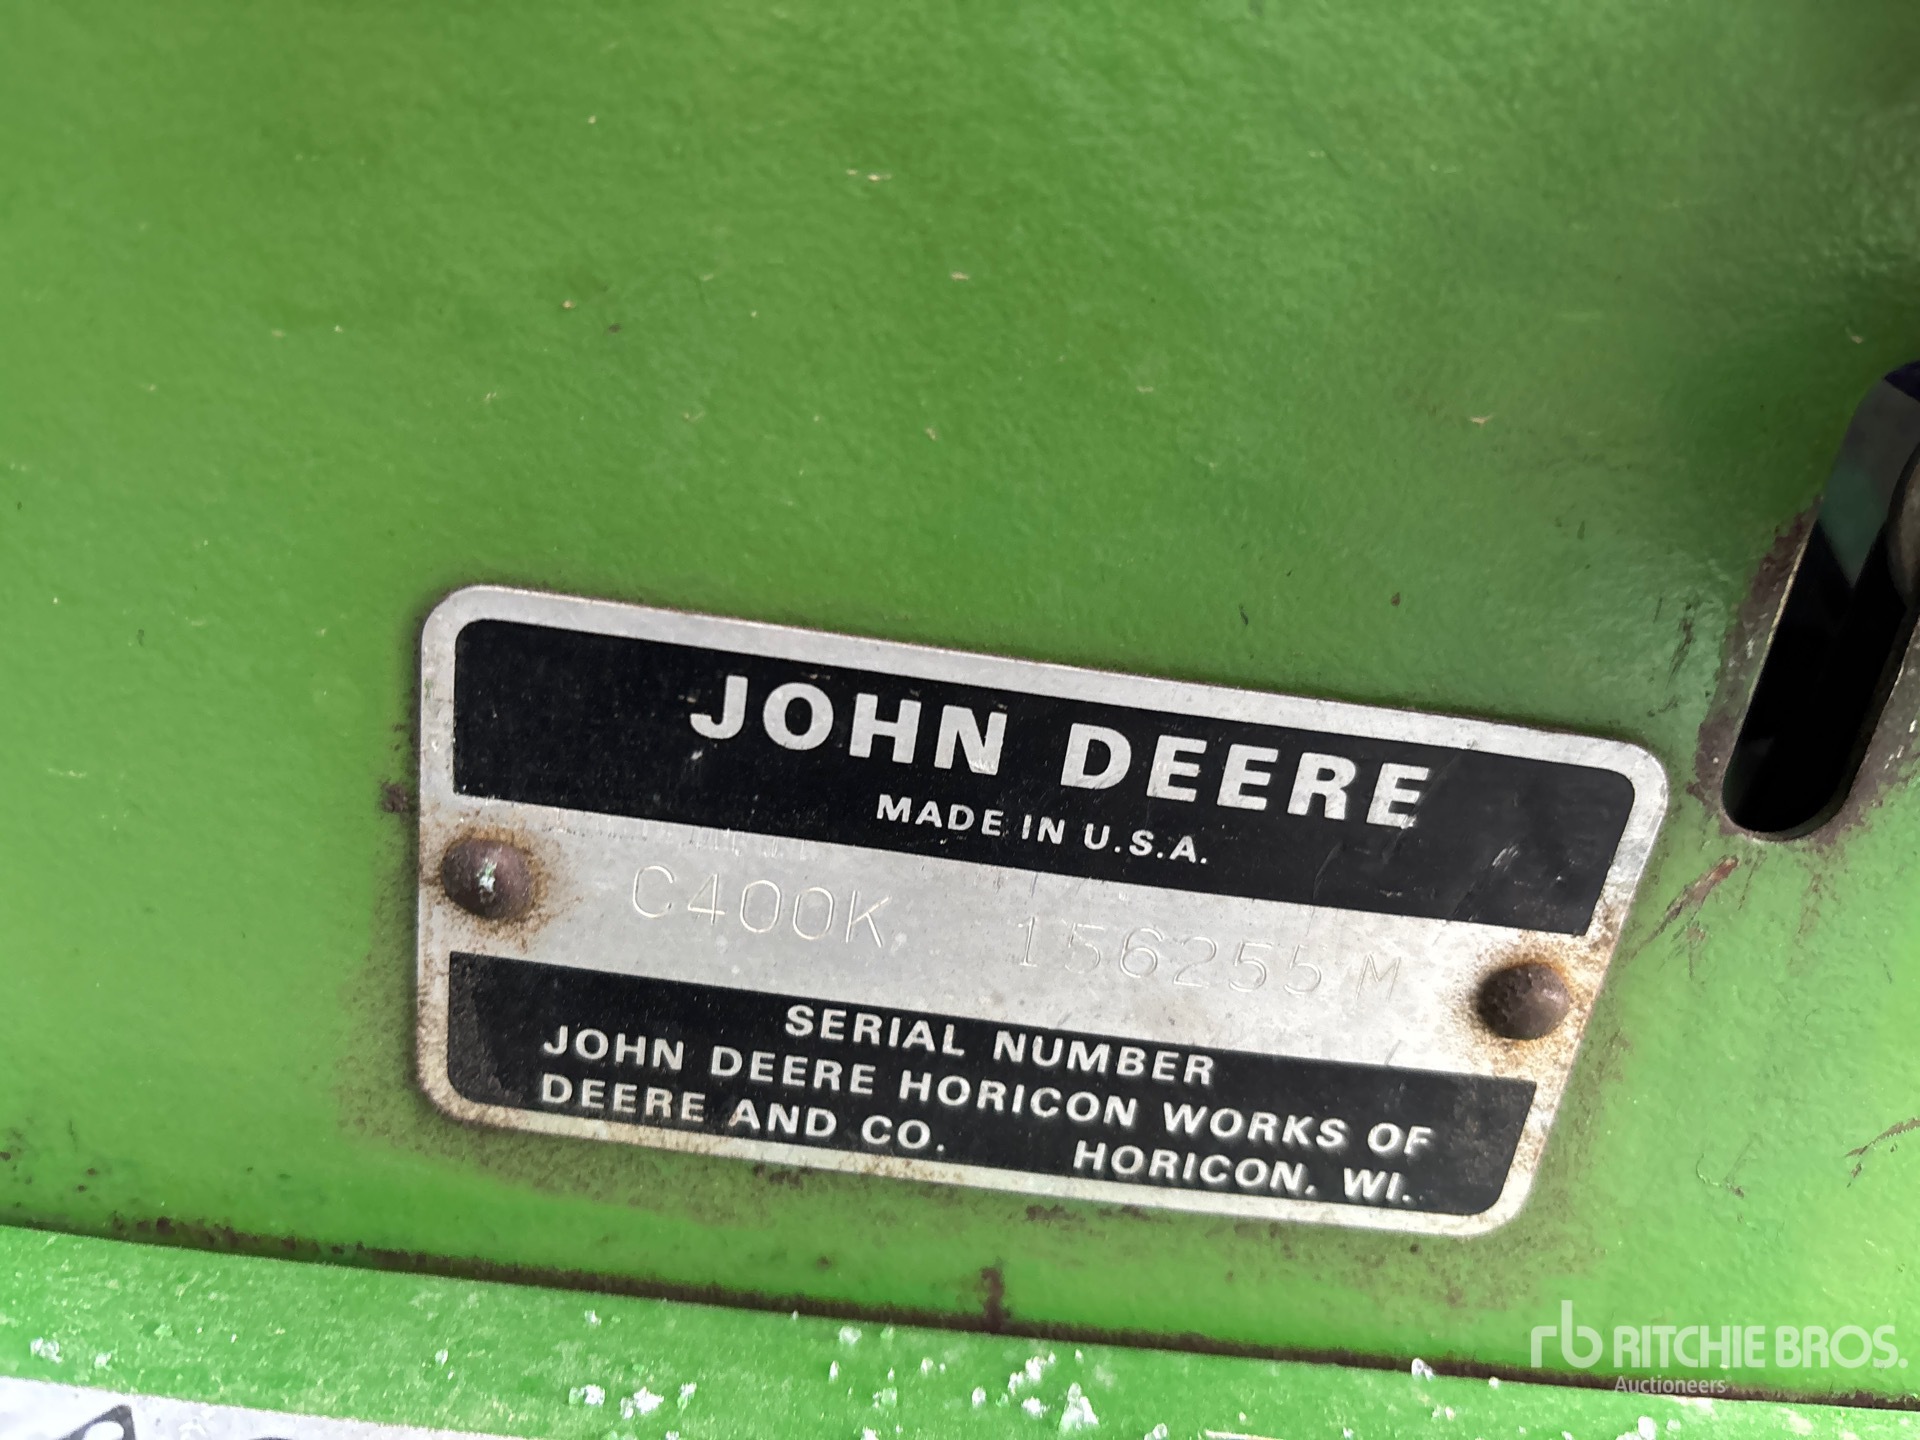 JOHN DEERE
MADE IN U.S.A.
C400K 156255M
SERIAL NUMBER
JOHN DEERE HORICON WORKS OF
DEERE AND CO. HORICON, WI.
rb RITCHIE BROS.
Auctioneers